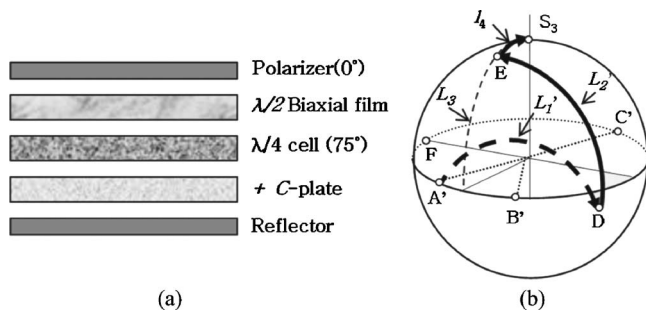 Polarizer(0°)
λ/2 Biaxial film
λ/4 cell (75°)
+ C-plate
Reflector
(a)
l₄
S₃
E
L₃
L₁'
L₂'
C'
F
A'
B'
D
(b)